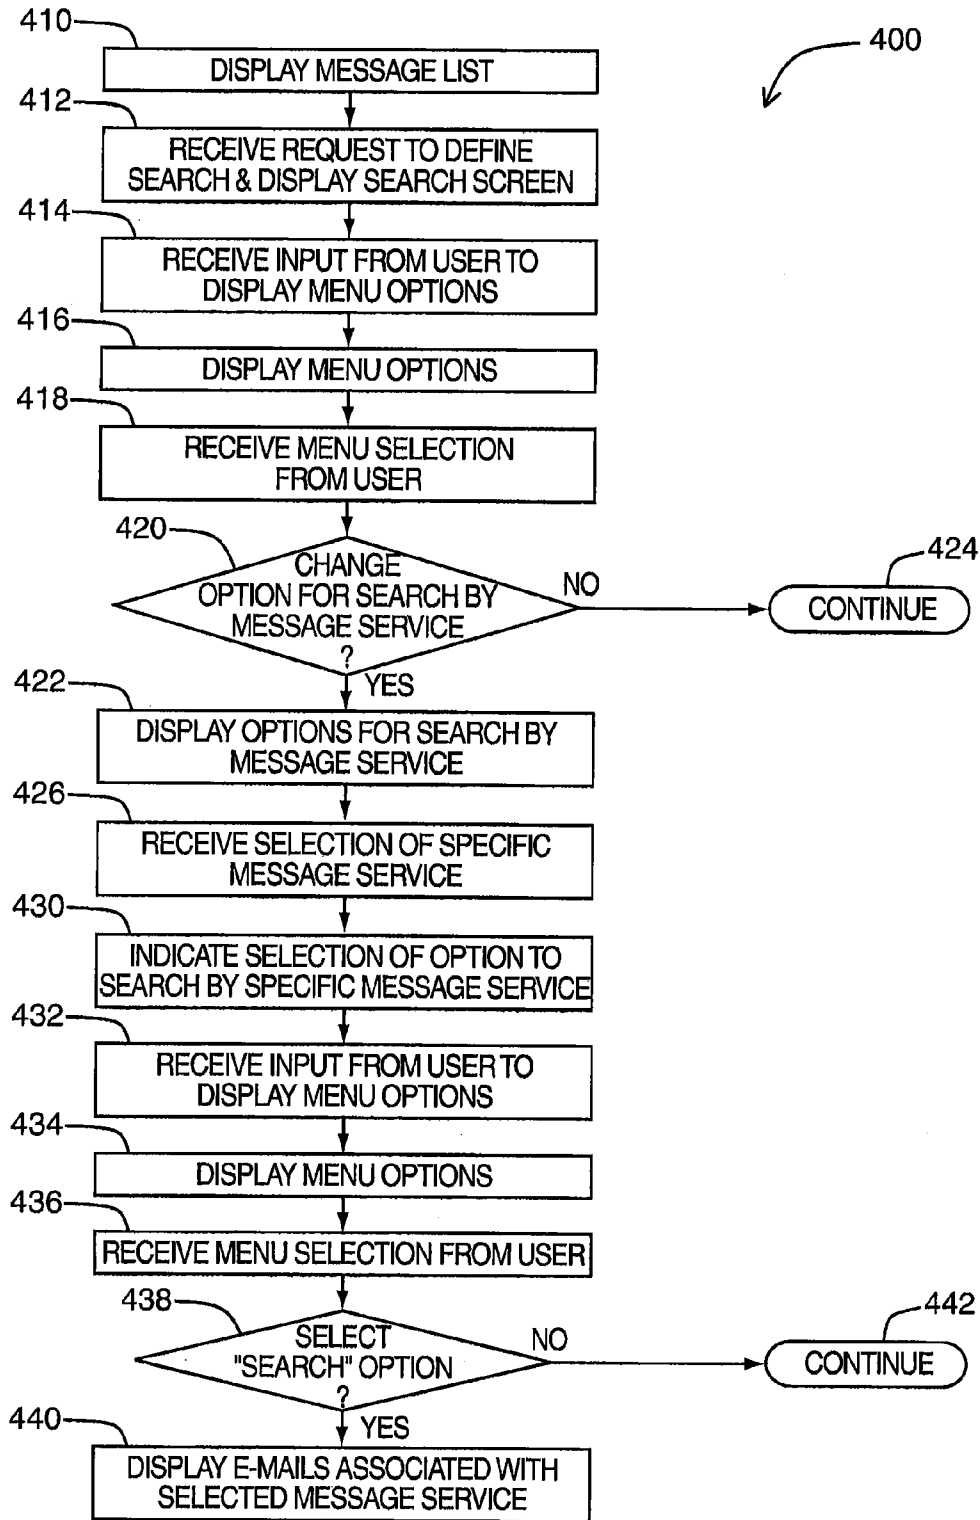 410
400
DISPLAY MESSAGE LIST
412
RECEIVE REQUEST TO DEFINE
SEARCH & DISPLAY SEARCH SCREEN
414
RECEIVE INPUT FROM USER TO
DISPLAY MENU OPTIONS
416
DISPLAY MENU OPTIONS
418
RECEIVE MENU SELECTION
FROM USER
420
CHANGE
OPTION FOR SEARCH BY
MESSAGE SERVICE
?
NO
424
CONTINUE
YES
422
DISPLAY OPTIONS FOR SEARCH BY
MESSAGE SERVICE
426
RECEIVE SELECTION OF SPECIFIC
MESSAGE SERVICE
430
INDICATE SELECTION OF OPTION TO
SEARCH BY SPECIFIC MESSAGE SERVICE
432
RECEIVE INPUT FROM USER TO
DISPLAY MENU OPTIONS
434
DISPLAY MENU OPTIONS
436
RECEIVE MENU SELECTION FROM USER
438
SELECT
"SEARCH" OPTION
?
NO
442
CONTINUE
YES
440
DISPLAY E-MAILS ASSOCIATED WITH
SELECTED MESSAGE SERVICE